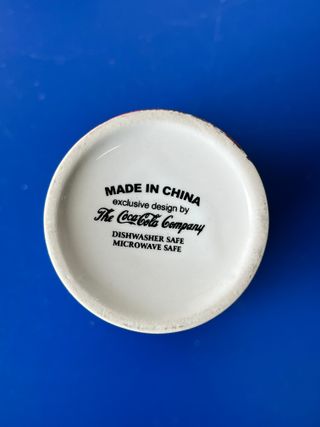 MADE IN CHINA
exclusive design by
The Coca-Cola Company
DISHWASHER SAFE
MICROWAVE SAFE